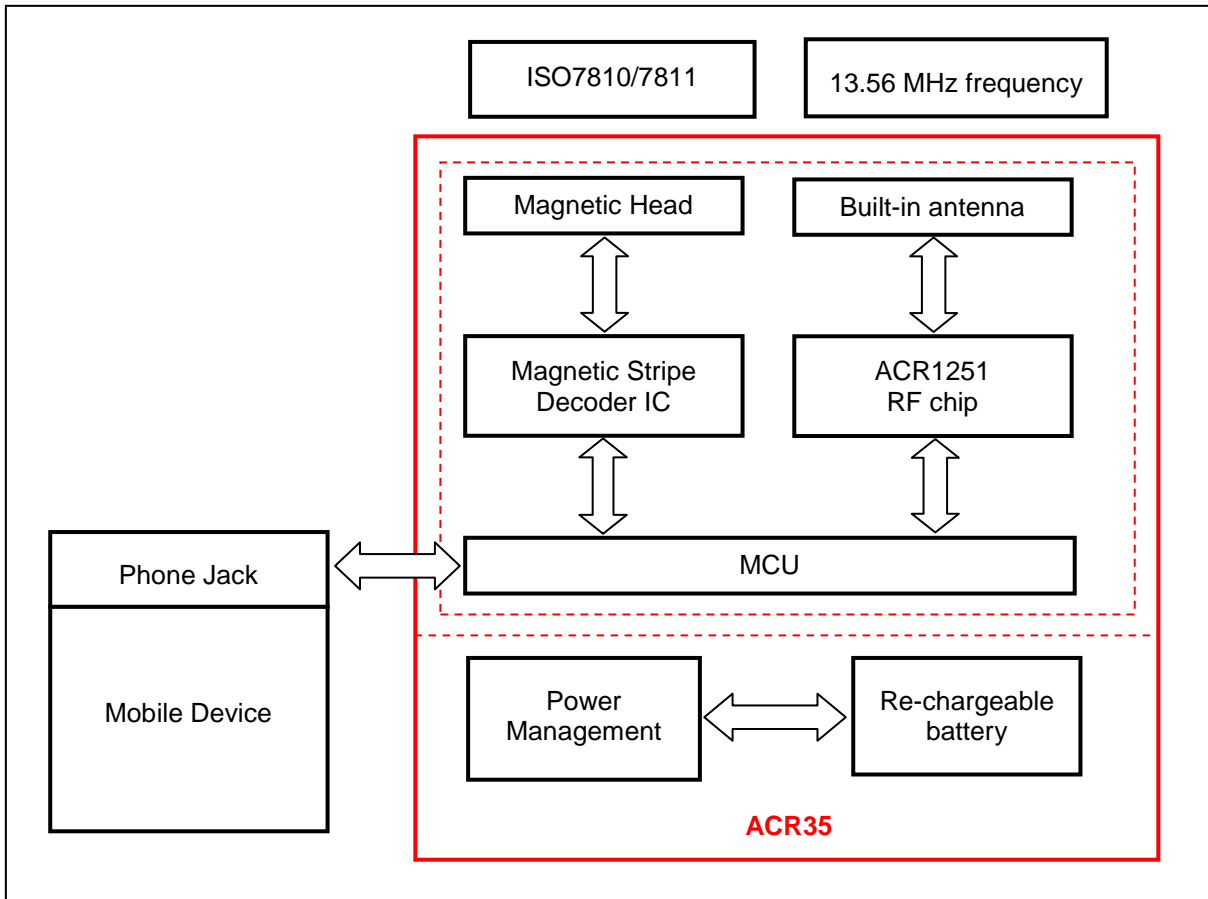 ISO7810/7811
13.56 MHz frequency
Magnetic Head
Built-in antenna
Magnetic Stripe
Decoder IC
ACR1251
RF chip
Phone Jack
MCU
Mobile Device
Power
Management
Re-chargeable
battery
ACR35